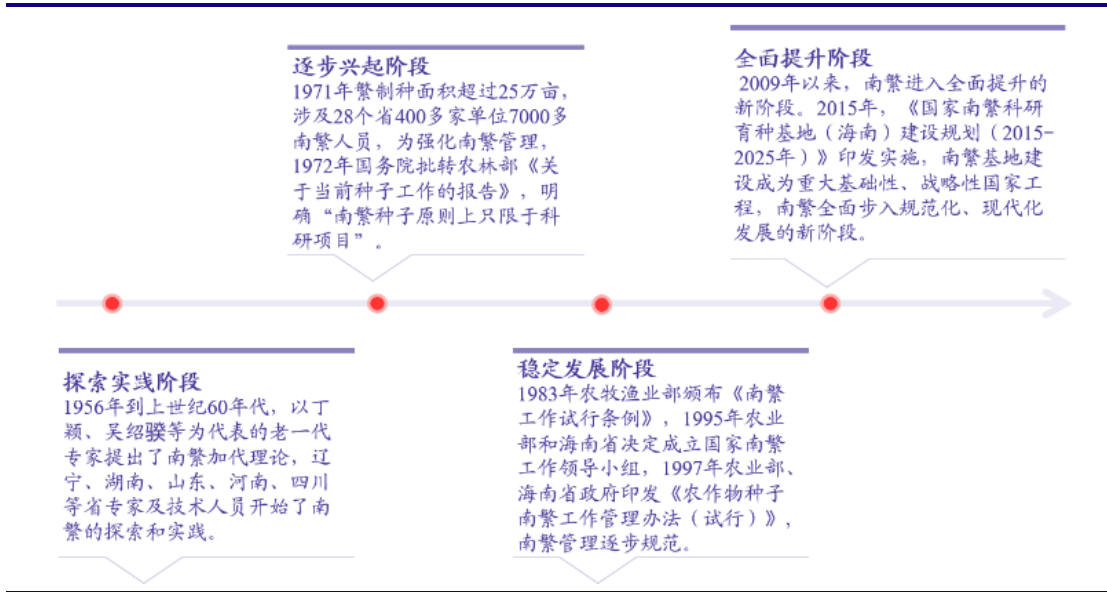 探索实践阶段
1956年到上世纪60年代，以丁
颖、吴绍骙等为代表的老一代
专家提出了南繁加代理论，辽
宁、湖南、山东、河南、四川
等省专家及技术人员开始了南
繁的探索和实践。
逐步兴起阶段
1971年繁制种面积超过25万亩，
涉及28个省400多家单位7000多
南繁人员，为强化南繁管理，
1972年国务院批转农林部《关
于当前种子工作的报告》，明
确“南繁种子原则上只限于科
研项目”。
稳定发展阶段
1983年农牧渔业部颁布《南繁
工作试行条例》，1995年农业
部和海南省决定成立国家南繁
工作领导小组，1997年农业部、
海南省政府印发《农作物种子
南繁工作管理办法（试行）》，
南繁管理逐步规范。
全面提升阶段
2009年以来，南繁进入全面提升的
新阶段。2015年，《国家南繁科研
育种基地（海南）建设规划（2015-
2025年）》印发实施，南繁基地建
设成为重大基础性、战略性国家工
程，南繁全面步入规范化、现代化
发展的新阶段。